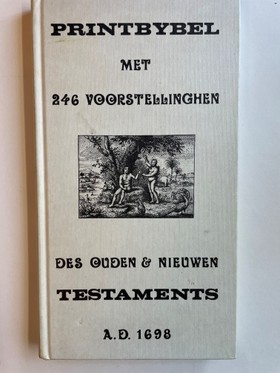 PRINTBYBEL
MET
246 VOORSTELLINGHEN
DES OUDEN & NIEUWEN
TESTAMENTS
A.D. 1698